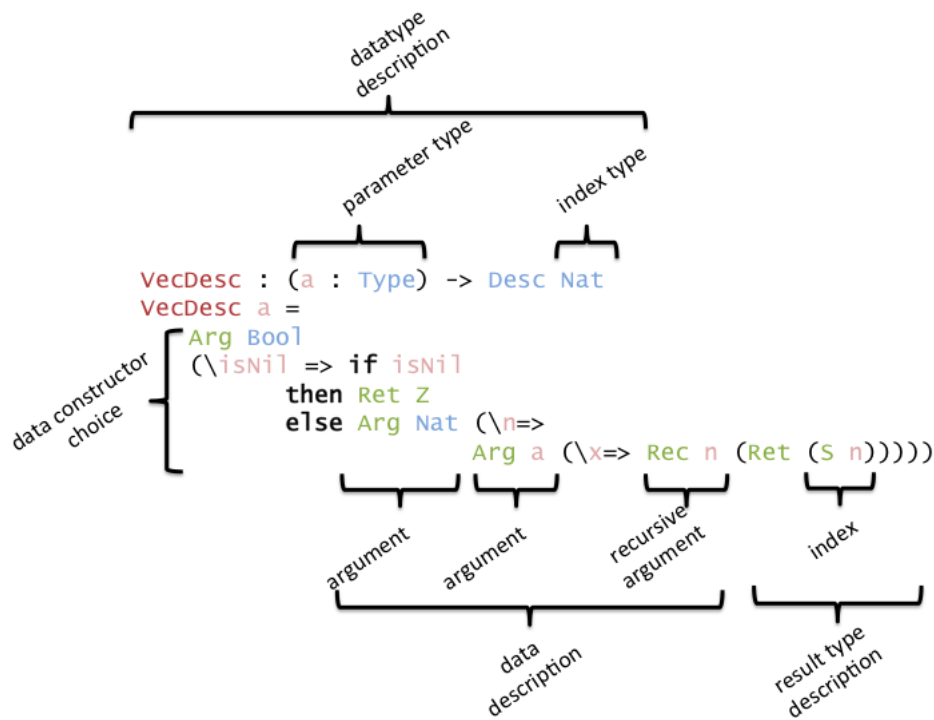 datatype
description
parameter type
index type
VecDesc : (a : Type) -> Desc Nat
VecDesc a =
Arg Bool
(\isNil => if isNil
then Ret Z
else Arg Nat (\n=>
Arg a (\x=> Rec n (Ret (S n)))))
data constructor
choice
argument
argument
recursive
argument
index
data
description
result type
description